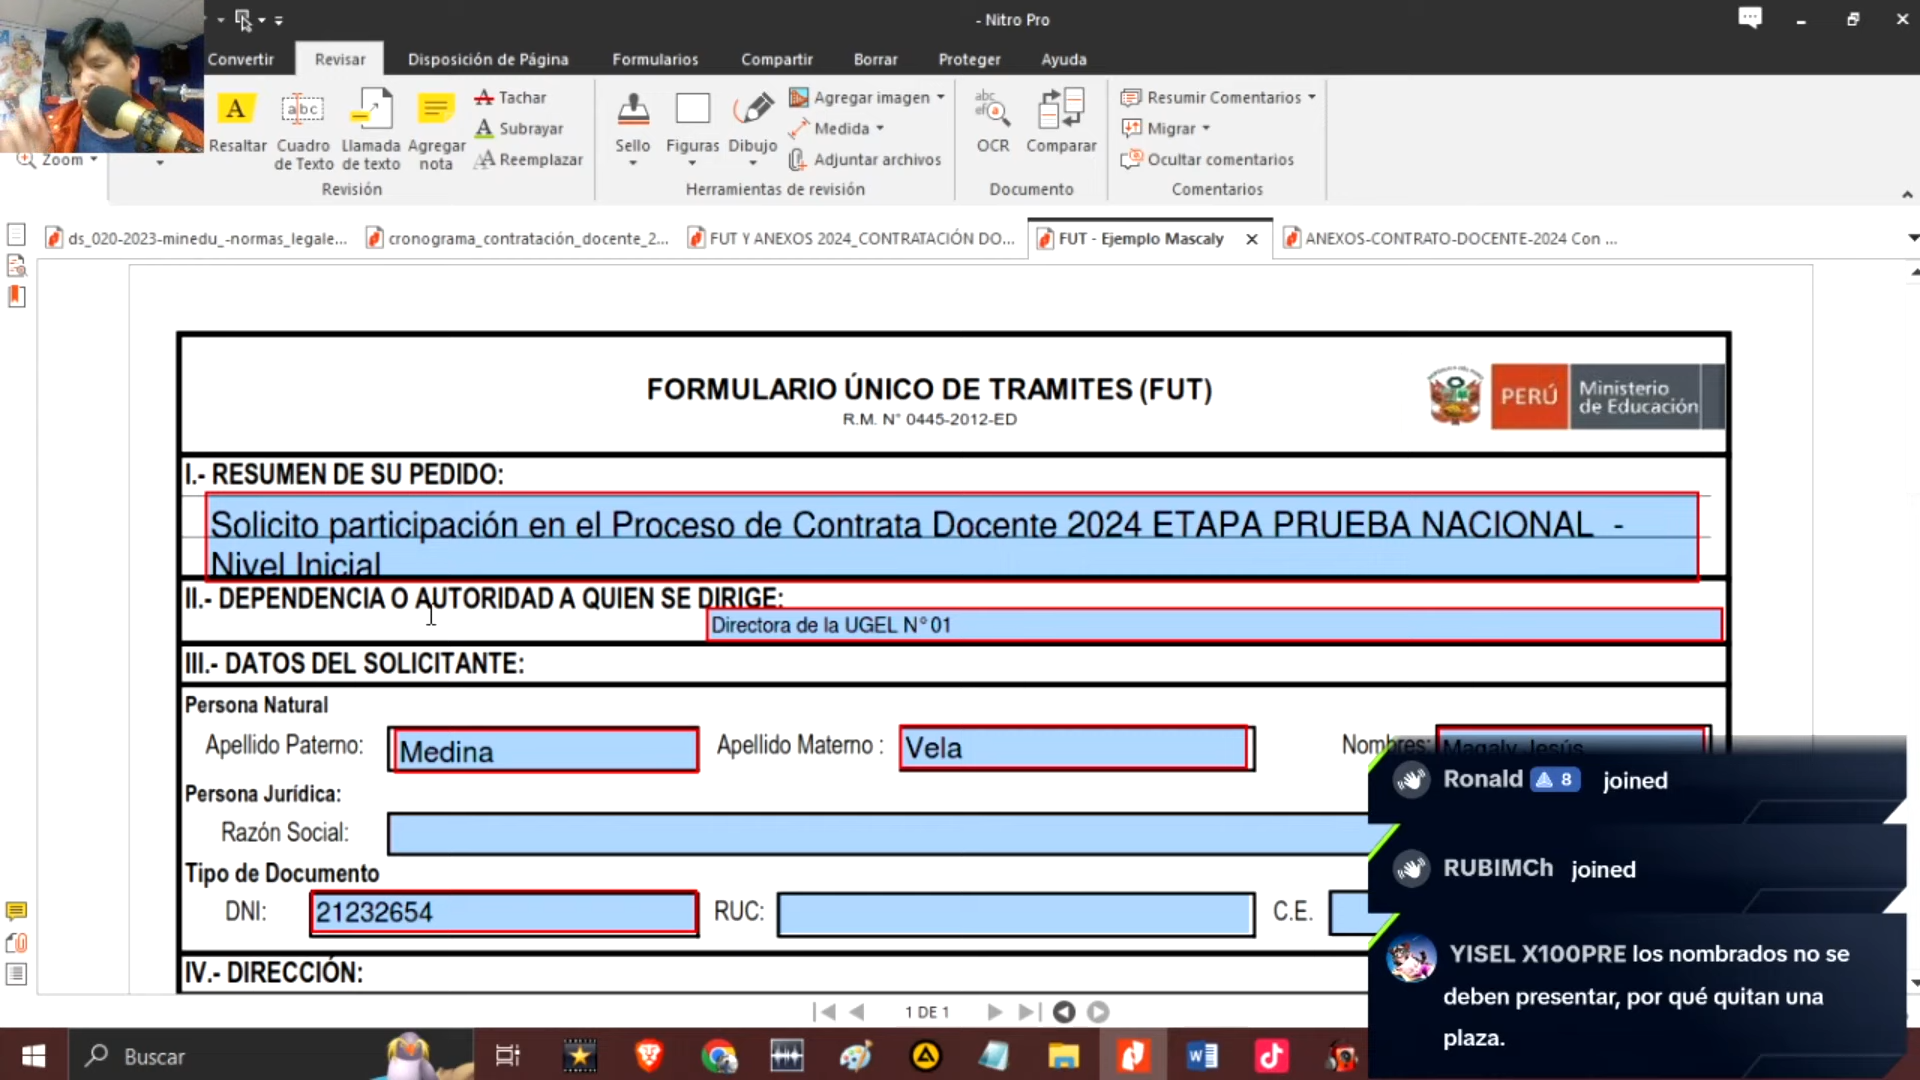 - Nitro Pro
Convertir
Revisar
Disposición de Página
Formularios
Compartir
Borrar
Proteger
Ayuda
Zoom
Resaltar
Cuadro de Texto
Llamada de texto
Agregar nota
Tachar
Subrayar
Reemplazar
Revisión
Sello
Figuras
Dibujo
Agregar imagen
Medida
Adjuntar archivos
Herramientas de revisión
OCR
Comparar
Documento
Resumir Comentarios
Migrar
Ocultar comentarios
Comentarios
ds_020-2023-minedu_-normas_legale...
cronograma_contratación_docente_2...
FUT Y ANEXOS 2024_CONTRATACIÓN DO...
FUT - Ejemplo Mascaly
ANEXOS-CONTRATO-DOCENTE-2024 Con ...
FORMULARIO ÚNICO DE TRAMITES (FUT)
R.M. N° 0445-2012-ED
PERÚ
Ministerio
de Educación
I.- RESUMEN DE SU PEDIDO:
Solicito participación en el Proceso de Contrata Docente 2024 ETAPA PRUEBA NACIONAL -
Nivel Inicial
II.- DEPENDENCIA O AUTORIDAD A QUIEN SE DIRIGE:
Directora de la UGEL N° 01
III.- DATOS DEL SOLICITANTE:
Persona Natural
Apellido Paterno: Medina Apellido Materno : Vela Nombres: Magaly Jesús
Persona Jurídica:
Razón Social:
Tipo de Documento
DNI: 21232654 RUC: C.E.
IV.- DIRECCIÓN:
Ronald 8 joined
RUBIMCh joined
YISEL X100PRE los nombrados no se
deben presentar, por qué quitan una
plaza.
1 DE 1
Buscar